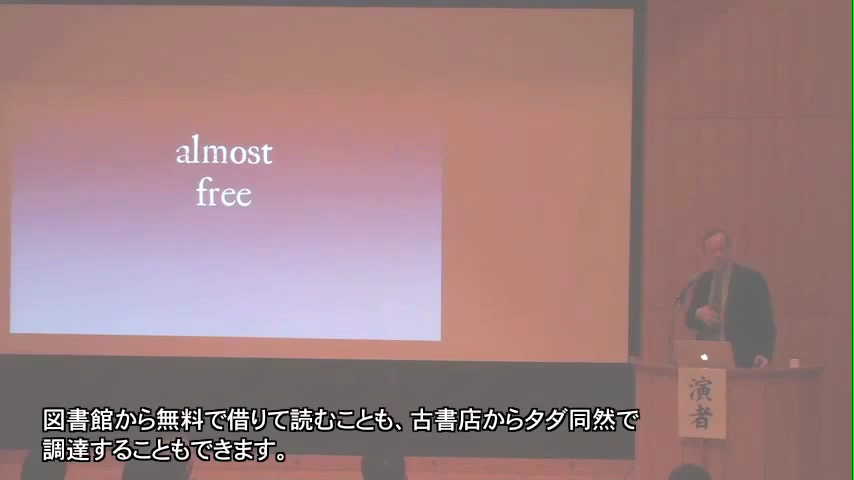 almost
free
演
者
図書館から無料で借りて読むことも、古書店からタダ同然で
調達することもできます。